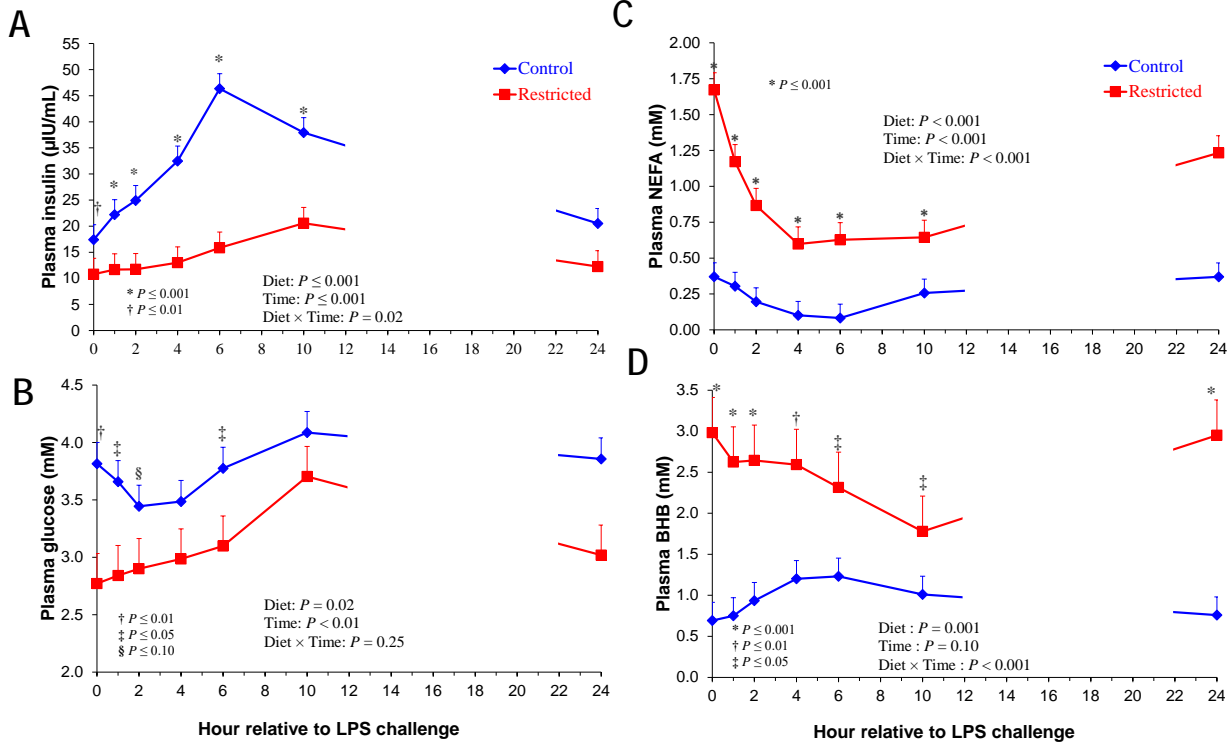 A
55
50
45
40
35
30
25
20
15
10
5
0
Plasma insulin (µIU/mL)
* * * * * *
†
Control
Restricted
* P ≤ 0.001
† P ≤ 0.01
Diet: P ≤ 0.001
Time: P ≤ 0.001
Diet × Time: P = 0.02
0 2 4 6 8 10 12 14 16 18 20 22 24
C
2.00
1.75
1.50
1.25
1.00
0.75
0.50
0.25
0.00
Plasma NEFA (mM)
* * * * * *
* P ≤ 0.001
Control
Restricted
Diet: P < 0.001
Time: P < 0.001
Diet × Time: P < 0.001
0 2 4 6 8 10 12 14 16 18 20 22 24
B
4.5
4.0
3.5
3.0
2.5
2.0
Plasma glucose (mM)
† ‡ § ‡
† P ≤ 0.01
‡ P ≤ 0.05
§ P ≤ 0.10
Diet: P = 0.02
Time: P < 0.01
Diet × Time: P = 0.25
0 2 4 6 8 10 12 14 16 18 20 22 24
Hour relative to LPS challenge
D
3.5
3.0
2.5
2.0
1.5
1.0
0.5
0.0
Plasma BHB (mM)
* * * † ‡ ‡ *
* P ≤ 0.001
† P ≤ 0.01
‡ P ≤ 0.05
Diet : P = 0.001
Time : P = 0.10
Diet × Time : P < 0.001
0 2 4 6 8 10 12 14 16 18 20 22 24
Hour relative to LPS challenge